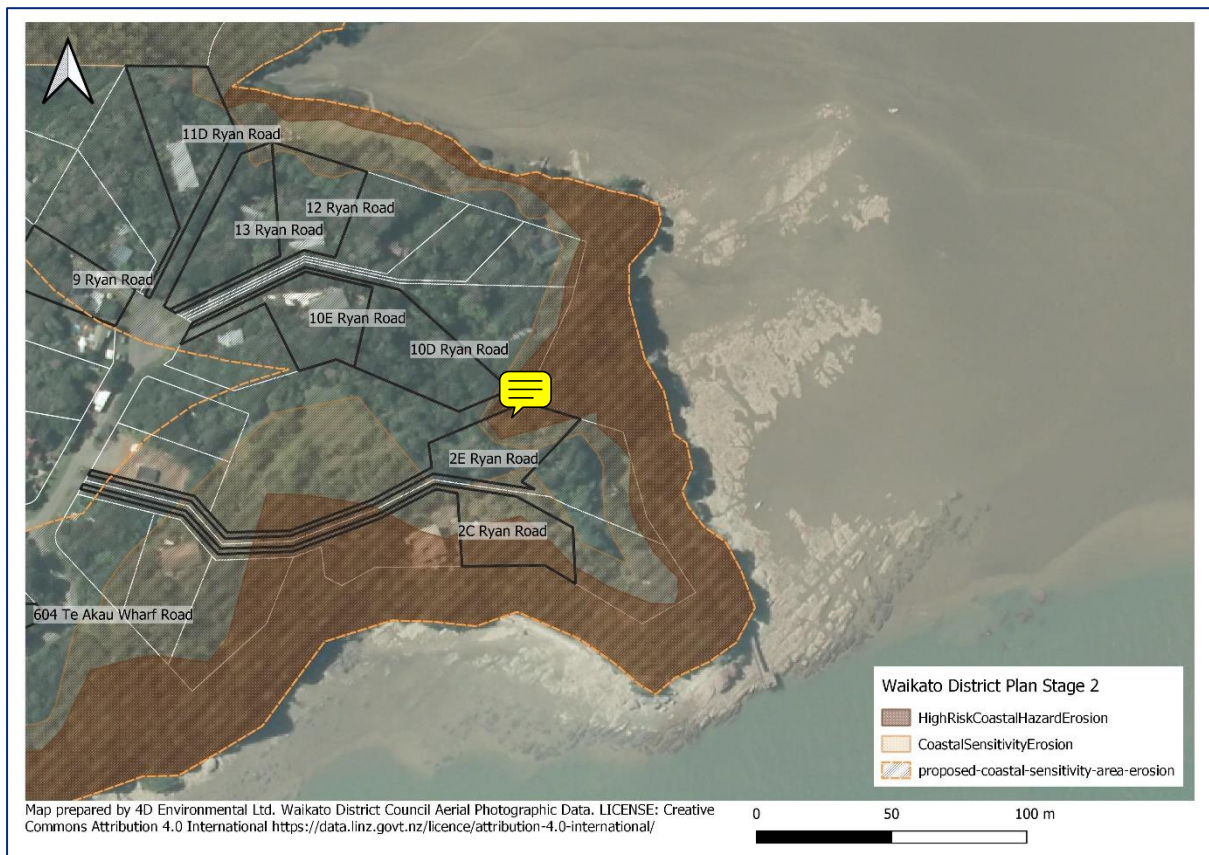 11D Ryan Road
12 Ryan Road
13 Ryan Road
9 Ryan Road
10E Ryan Road
10D Ryan Road
2E Ryan Road
2C Ryan Road
604 Te Akau Wharf Road
Waikato District Plan Stage 2
HighRiskCoastalHazardErosion
CoastalSensitivityErosion
proposed-coastal-sensitivity-area-erosion
Map prepared by 4D Environmental Ltd. Waikato District Council Aerial Photographic Data. LICENSE: Creative
Commons Attribution 4.0 International https://data.linz.govt.nz/licence/attribution-4.0-international/
0 50 100 m